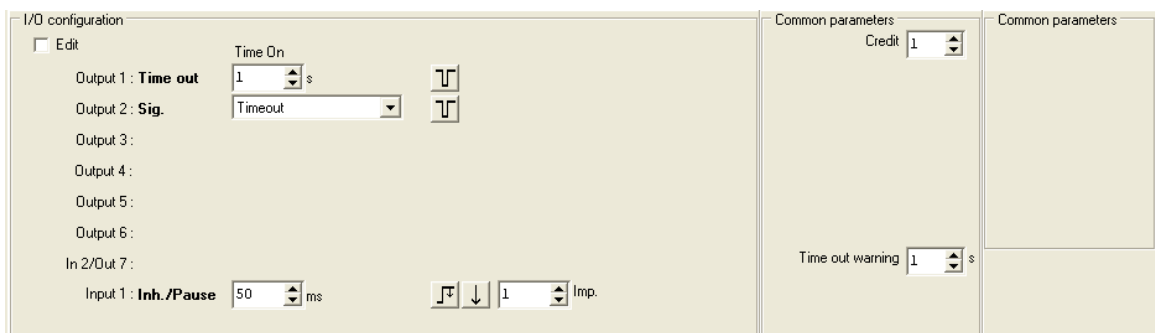 I/O configuration
Edit
Time On
Output 1 : Time out 1 s
Output 2 : Sig. Timeout
Output 3 :
Output 4 :
Output 5 :
Output 6 :
In 2/Out 7 :
Input 1 : Inh./Pause 50 ms 1 Imp.
Common parameters
Credit 1
Time out warning 1 s
Common parameters